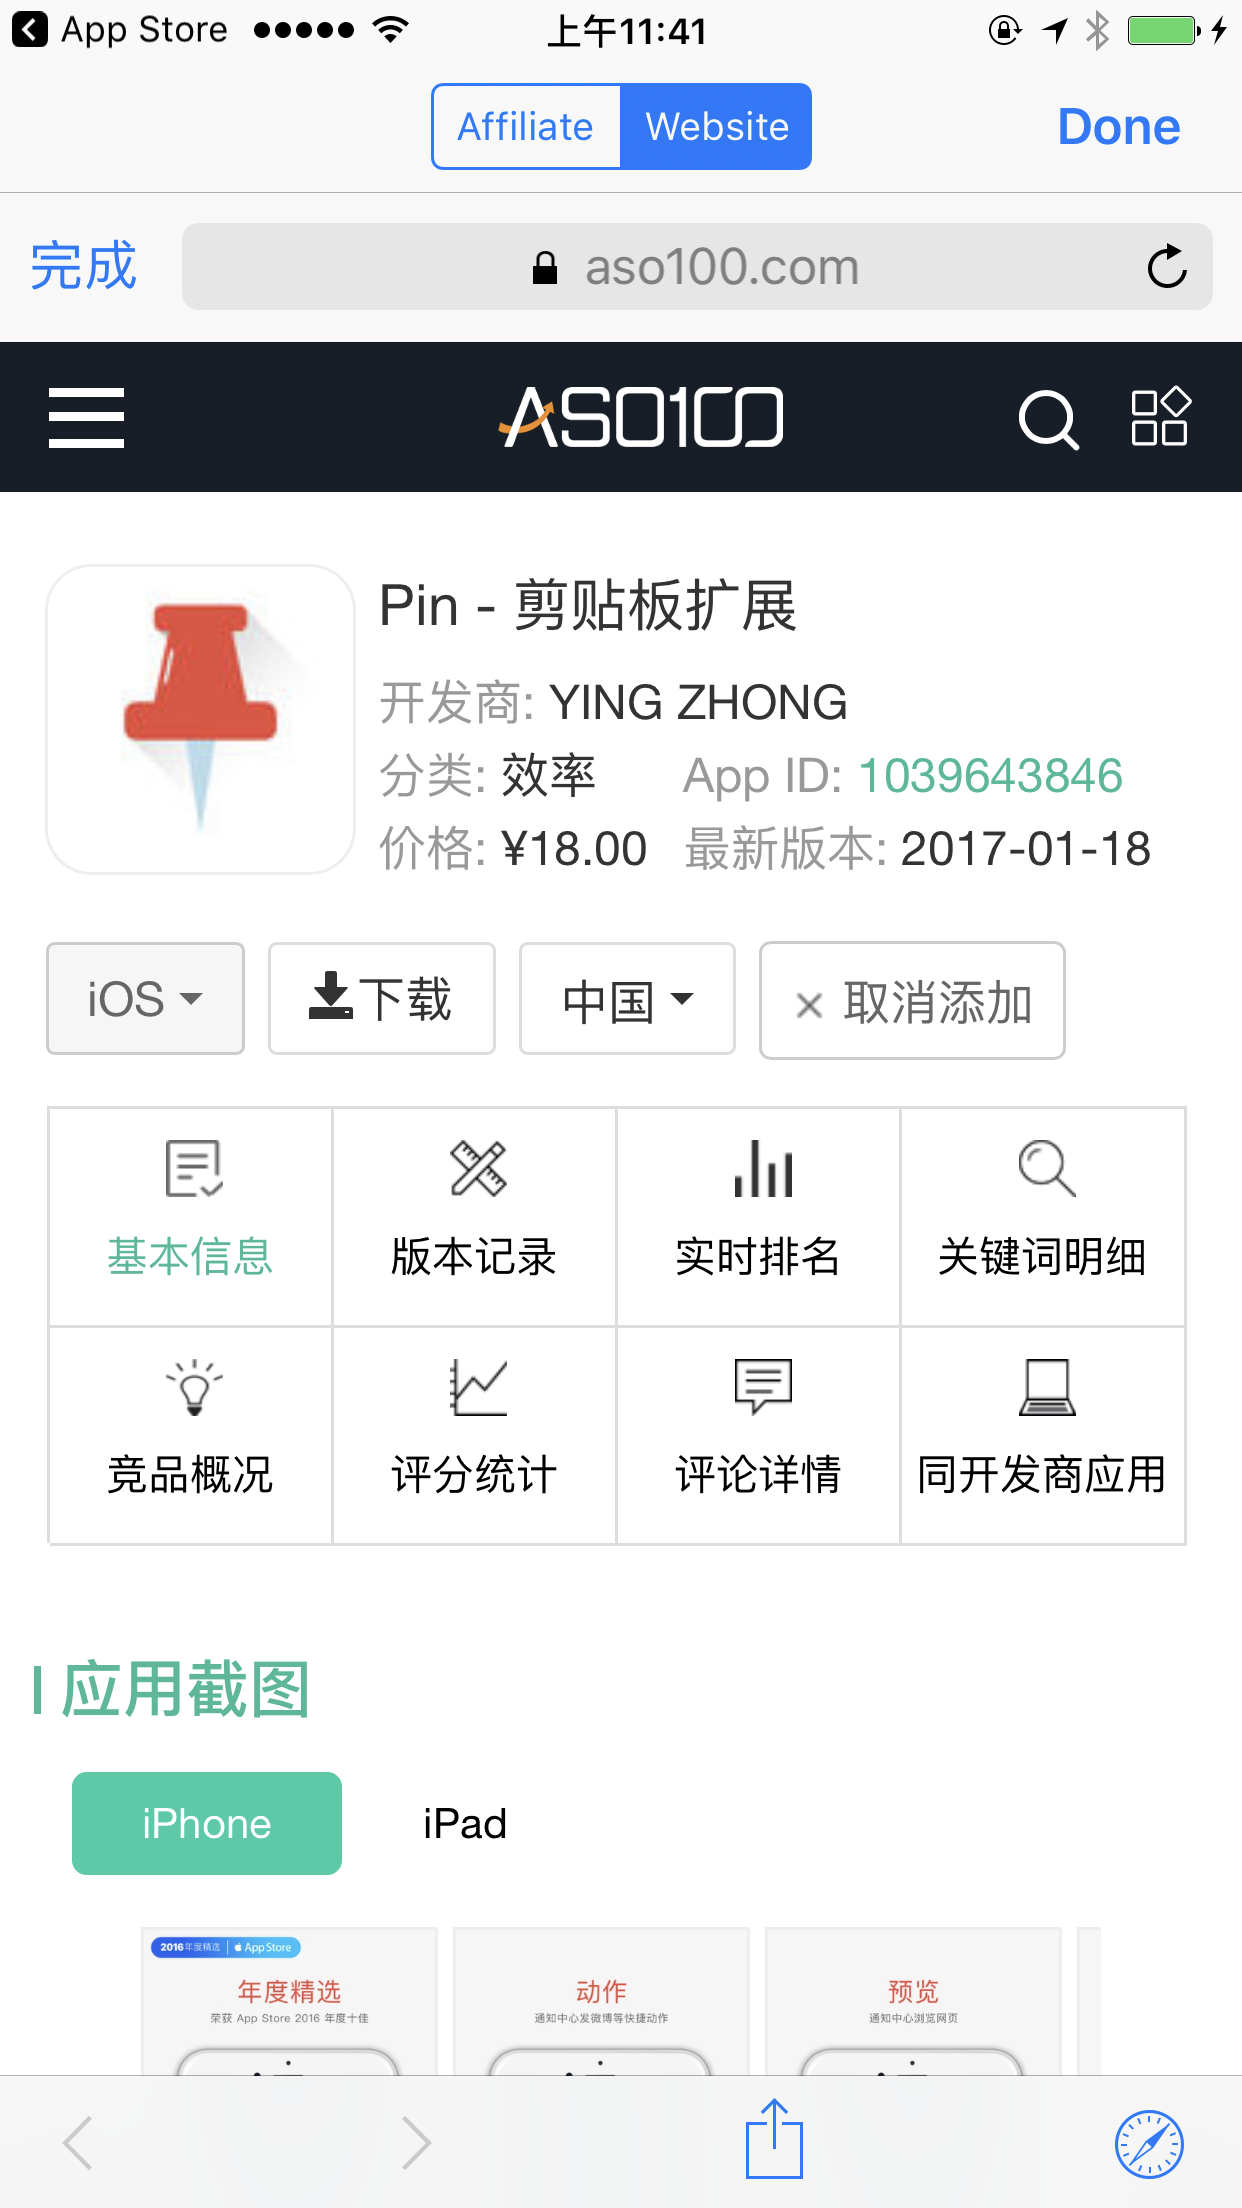 App Store
上午11:41
Affiliate
Website
Done
完成
aso100.com
ASO100
Pin - 剪贴板扩展
开发商: YING ZHONG
分类: 效率 App ID: 1039643846
价格: ¥18.00 最新版本: 2017-01-18
iOS
下载
中国
取消添加
基本信息
版本记录
实时排名
关键词明细
竞品概况
评分统计
评论详情
同开发商应用
应用截图
iPhone
iPad
2016年度精选 App Store
年度精选
荣获 App Store 2016 年度十佳
动作
通知中心发微博等快捷动作
预览
通知中心浏览网页